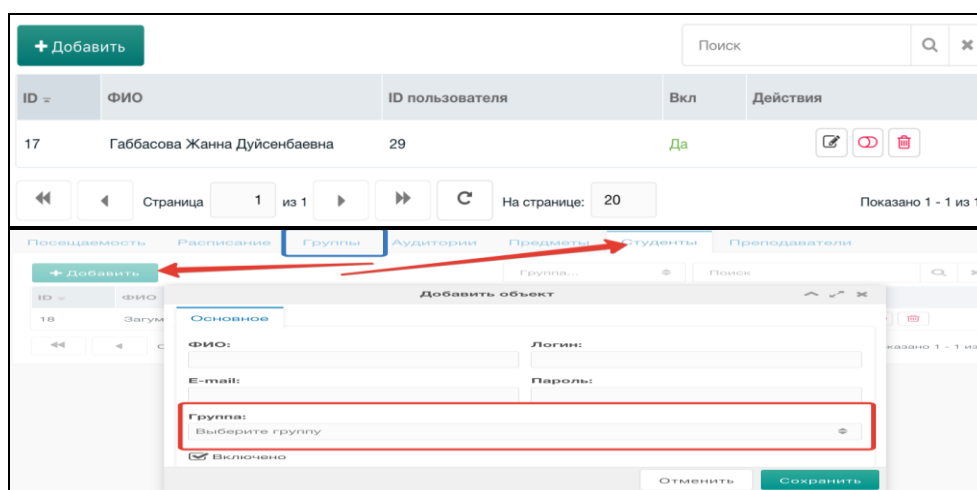 Добавить
Поиск
ID ФИО ID пользователя Вкл Действия
17 Габбасова Жанна Дуйсенбаевна 29 Да
Страница 1 из 1 На странице: 20 Показано 1 - 1 из 1
Посещаемость Расписание Группы Аудитории Предметы Студенты Преподаватели
Добавить Группа... Поиск
ID ФИО Добавить объект
18 Основное
ФИО: Логин:
E-mail: Пароль:
Группа:
Выберите группу
Включено
Отменить Сохранить